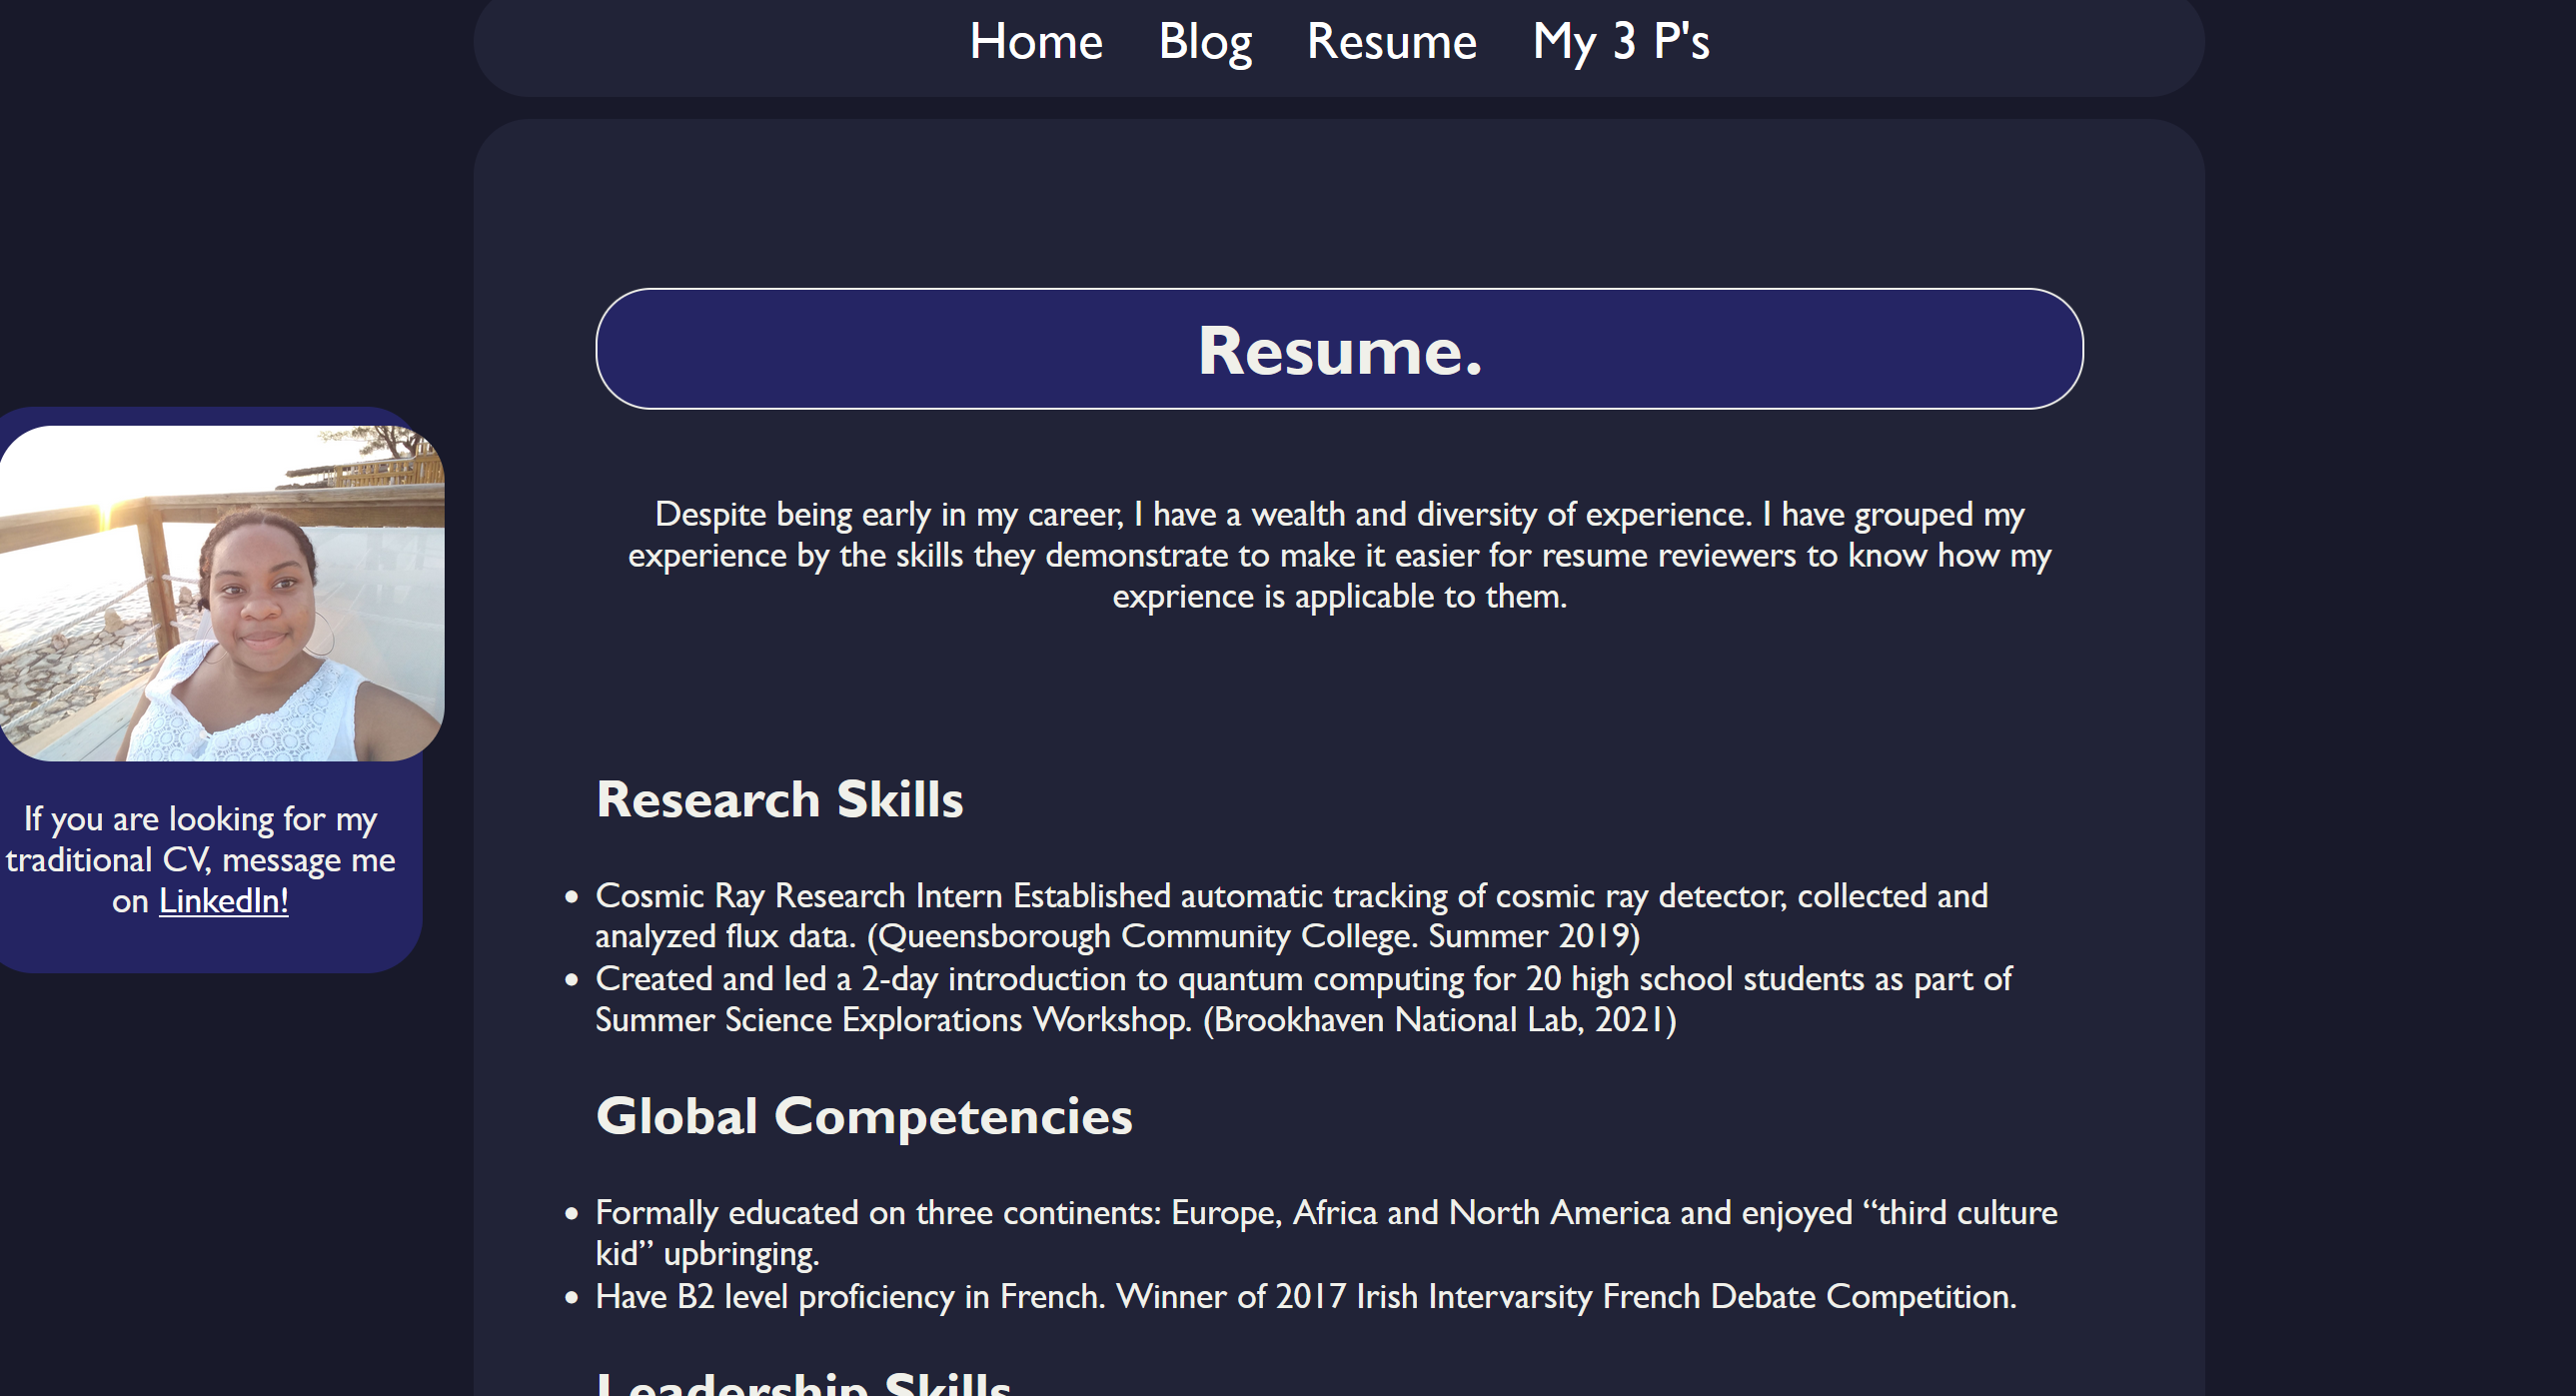 Home Blog Resume My 3 P's
Resume.
Despite being early in my career, I have a wealth and diversity of experience. I have grouped my
experience by the skills they demonstrate to make it easier for resume reviewers to know how my
exprience is applicable to them.
If you are looking for my
traditional CV, message me
on LinkedIn!
Research Skills
• Cosmic Ray Research Intern Established automatic tracking of cosmic ray detector, collected and
analyzed flux data. (Queensborough Community College. Summer 2019)
• Created and led a 2-day introduction to quantum computing for 20 high school students as part of
Summer Science Explorations Workshop. (Brookhaven National Lab, 2021)
Global Competencies
• Formally educated on three continents: Europe, Africa and North America and enjoyed “third culture
kid” upbringing.
• Have B2 level proficiency in French. Winner of 2017 Irish Intervarsity French Debate Competition.
Leadership Skills